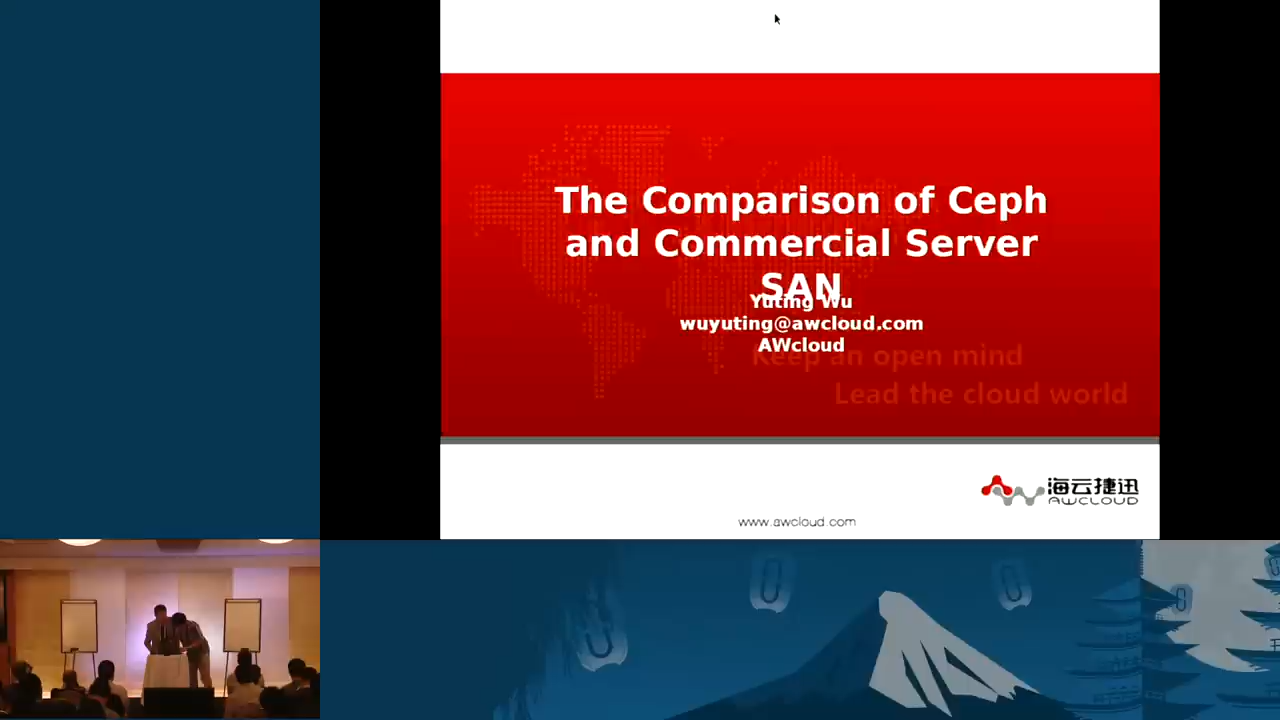 The Comparison of Ceph
and Commercial Server
SAN
Yuting Wu
wuyuting@awcloud.com
AWcloud
Keep an open mind
Lead the cloud world
海云捷迅
AWCLOUD
www.awcloud.com